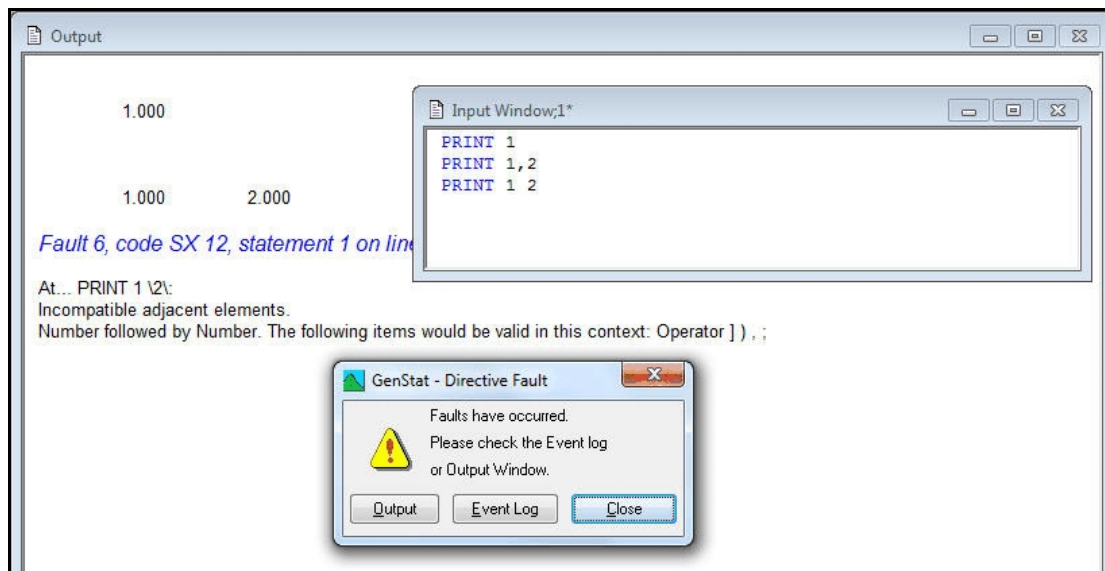 Output
1.000
1.000 2.000
Fault 6, code SX 12, statement 1 on line
At... PRINT 1 \2\:
Incompatible adjacent elements.
Number followed by Number. The following items would be valid in this context: Operator ] ) , ;
Input Window;1*
PRINT 1
PRINT 1,2
PRINT 1 2
GenStat - Directive Fault
Faults have occurred.
Please check the Event log
or Output Window.
Output Event Log Close